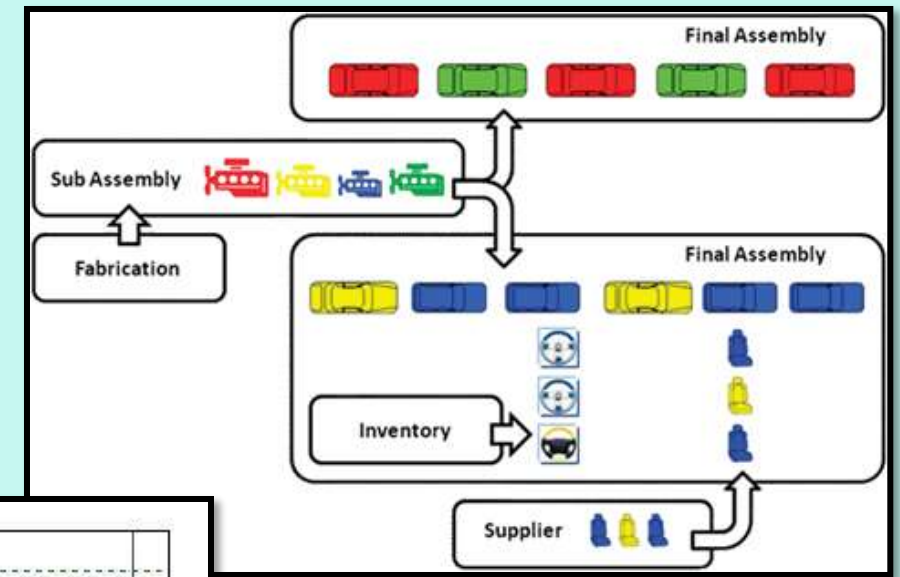 Final Assembly
Sub Assembly
Fabrication
Final Assembly
Inventory
Supplier